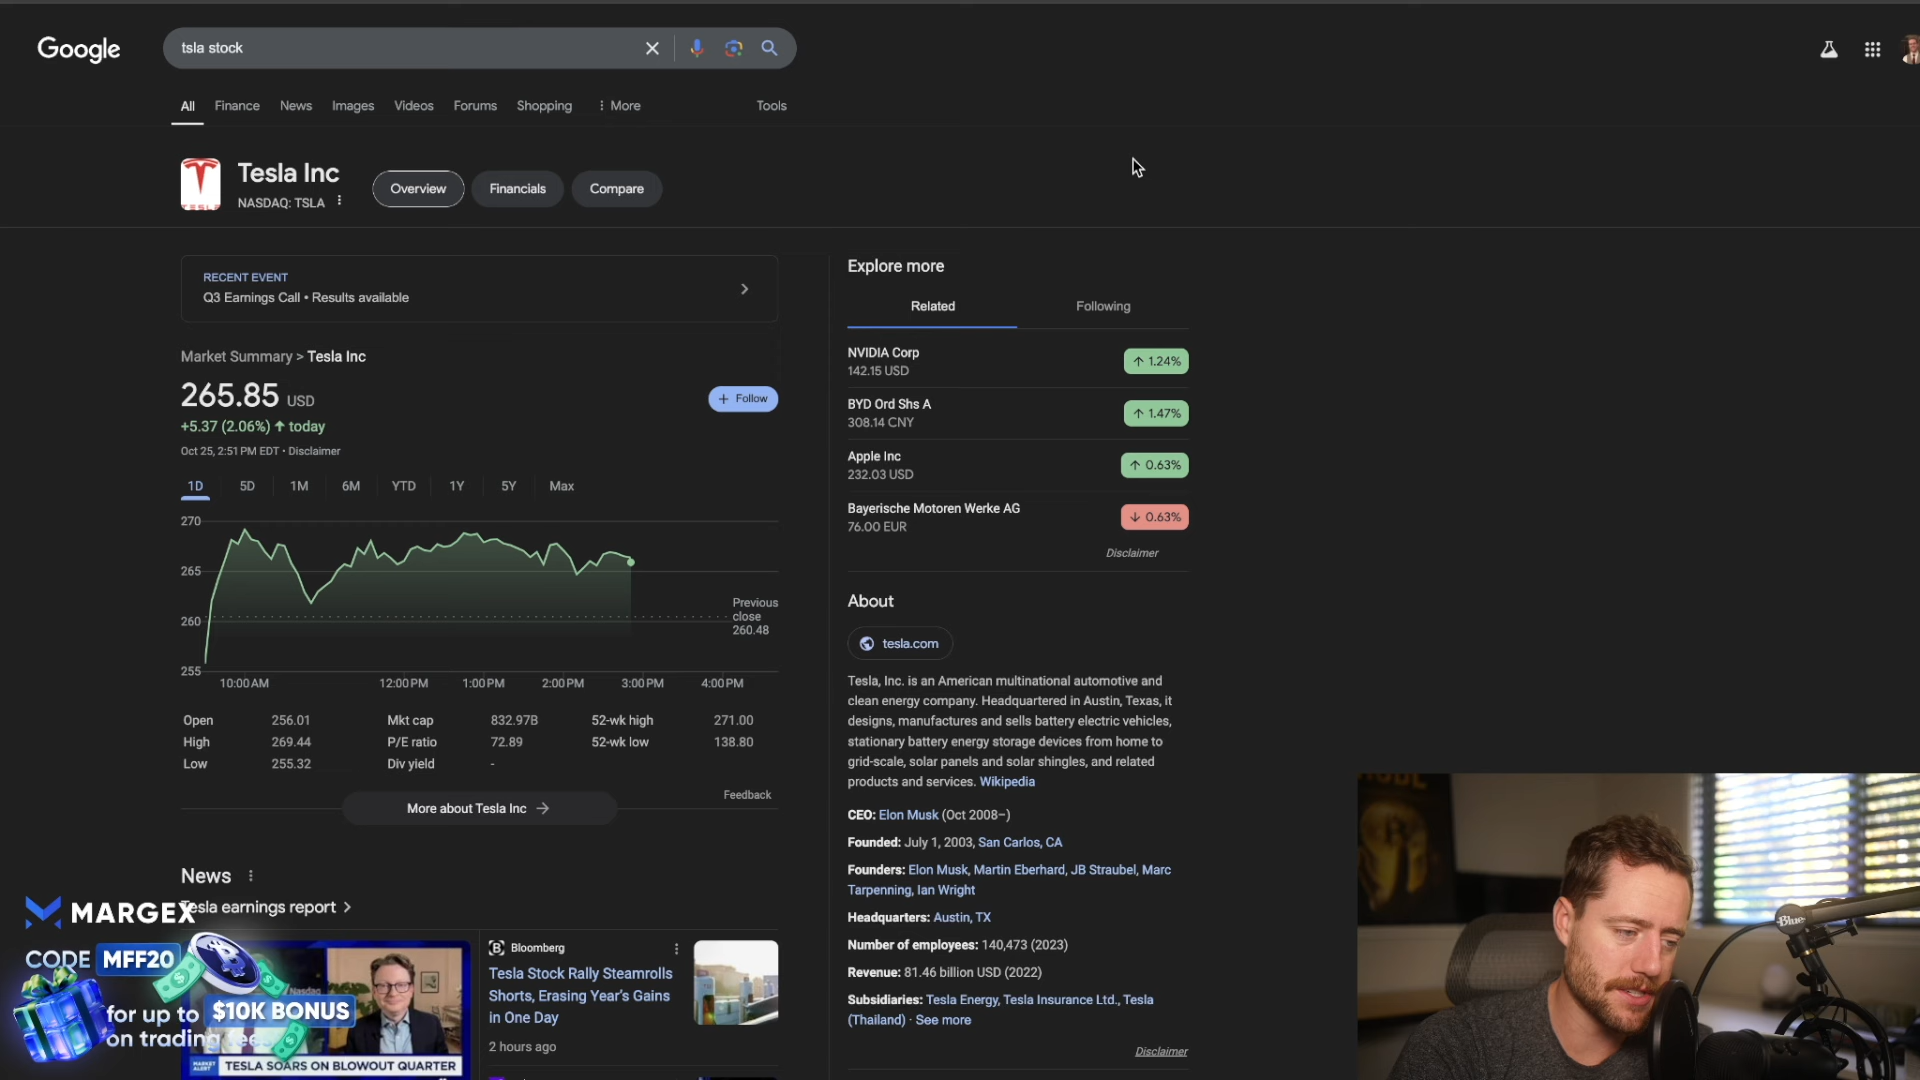 Google
tsla stock
All
Finance
News
Images
Videos
Forums
Shopping
More
Tools
TESLA
Tesla Inc
NASDAQ: TSLA
Overview
Financials
Compare
RECENT EVENT
Q3 Earnings Call • Results available
Market Summary > Tesla Inc
265.85 USD
+ Follow
+5.37 (2.06%) ↑ today
Oct 25, 2:51 PM EDT • Disclaimer
1D
5D
1M
6M
YTD
1Y
5Y
Max
270
265
260
255
Previous
close
260.48
10:00 AM
12:00 PM
1:00 PM
2:00 PM
3:00 PM
4:00 PM
Open 256.01 Mkt cap 832.97B 52-wk high 271.00
High 269.44 P/E ratio 72.89 52-wk low 138.80
Low 255.32 Div yield -
Feedback
More about Tesla Inc →
News
Tesla earnings report >
MARGEX
CODE MFF20
for up to $10K BONUS
on trading fees
Nasdaq
MARKET
ALERT
TESLA SOARS ON BLOWOUT QUARTER
Bloomberg
Tesla Stock Rally Steamrolls
Shorts, Erasing Year's Gains
in One Day
2 hours ago
Explore more
Related
Following
NVIDIA Corp
142.15 USD
↑ 1.24%
BYD Ord Shs A
308.14 CNY
↑ 1.47%
Apple Inc
232.03 USD
↑ 0.63%
Bayerische Motoren Werke AG
76.00 EUR
↓ 0.63%
Disclaimer
About
tesla.com
Tesla, Inc. is an American multinational automotive and
clean energy company. Headquartered in Austin, Texas, it
designs, manufactures and sells battery electric vehicles,
stationary battery energy storage devices from home to
grid-scale, solar panels and solar shingles, and related
products and services. Wikipedia
CEO: Elon Musk (Oct 2008–)
Founded: July 1, 2003, San Carlos, CA
Founders: Elon Musk, Martin Eberhard, JB Straubel, Marc
Tarpenning, Ian Wright
Headquarters: Austin, TX
Number of employees: 140,473 (2023)
Revenue: 81.46 billion USD (2022)
Subsidiaries: Tesla Energy, Tesla Insurance Ltd., Tesla
(Thailand) · See more
Disclaimer
Blue